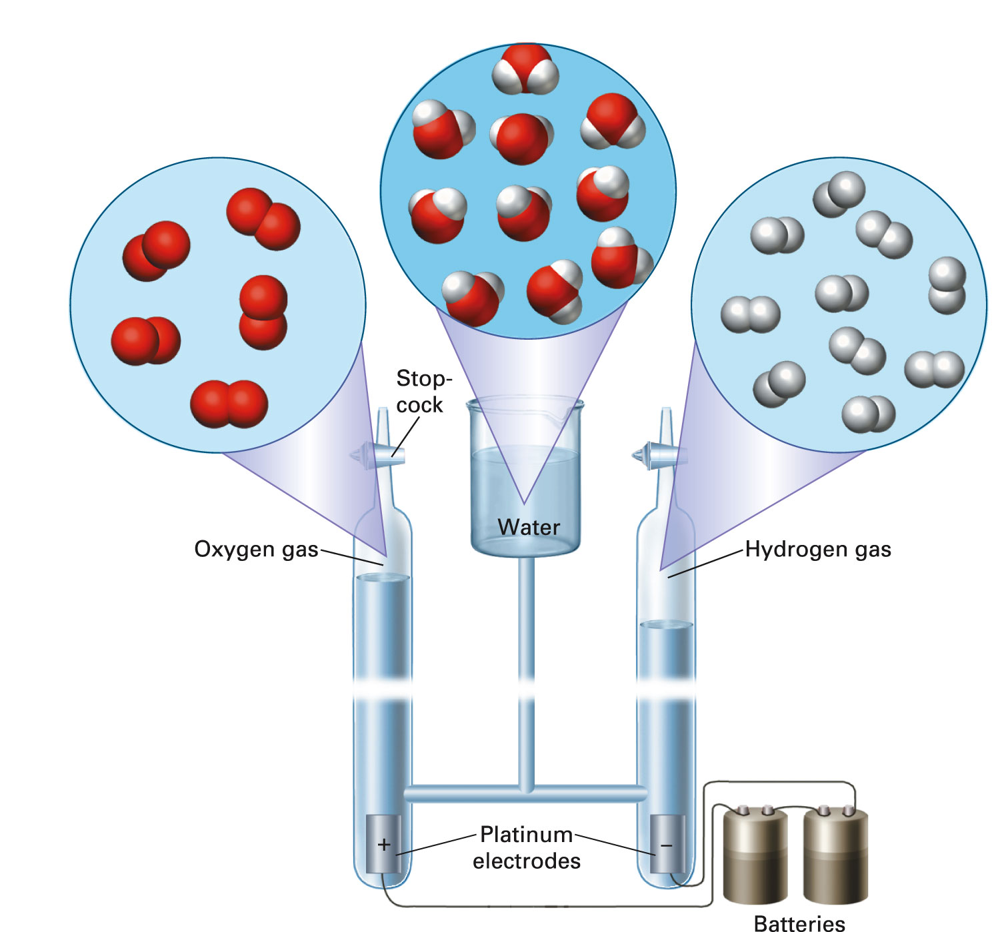 Stop-
cock
Water
Oxygen gas
Hydrogen gas
+
Platinum
electrodes
−
Batteries